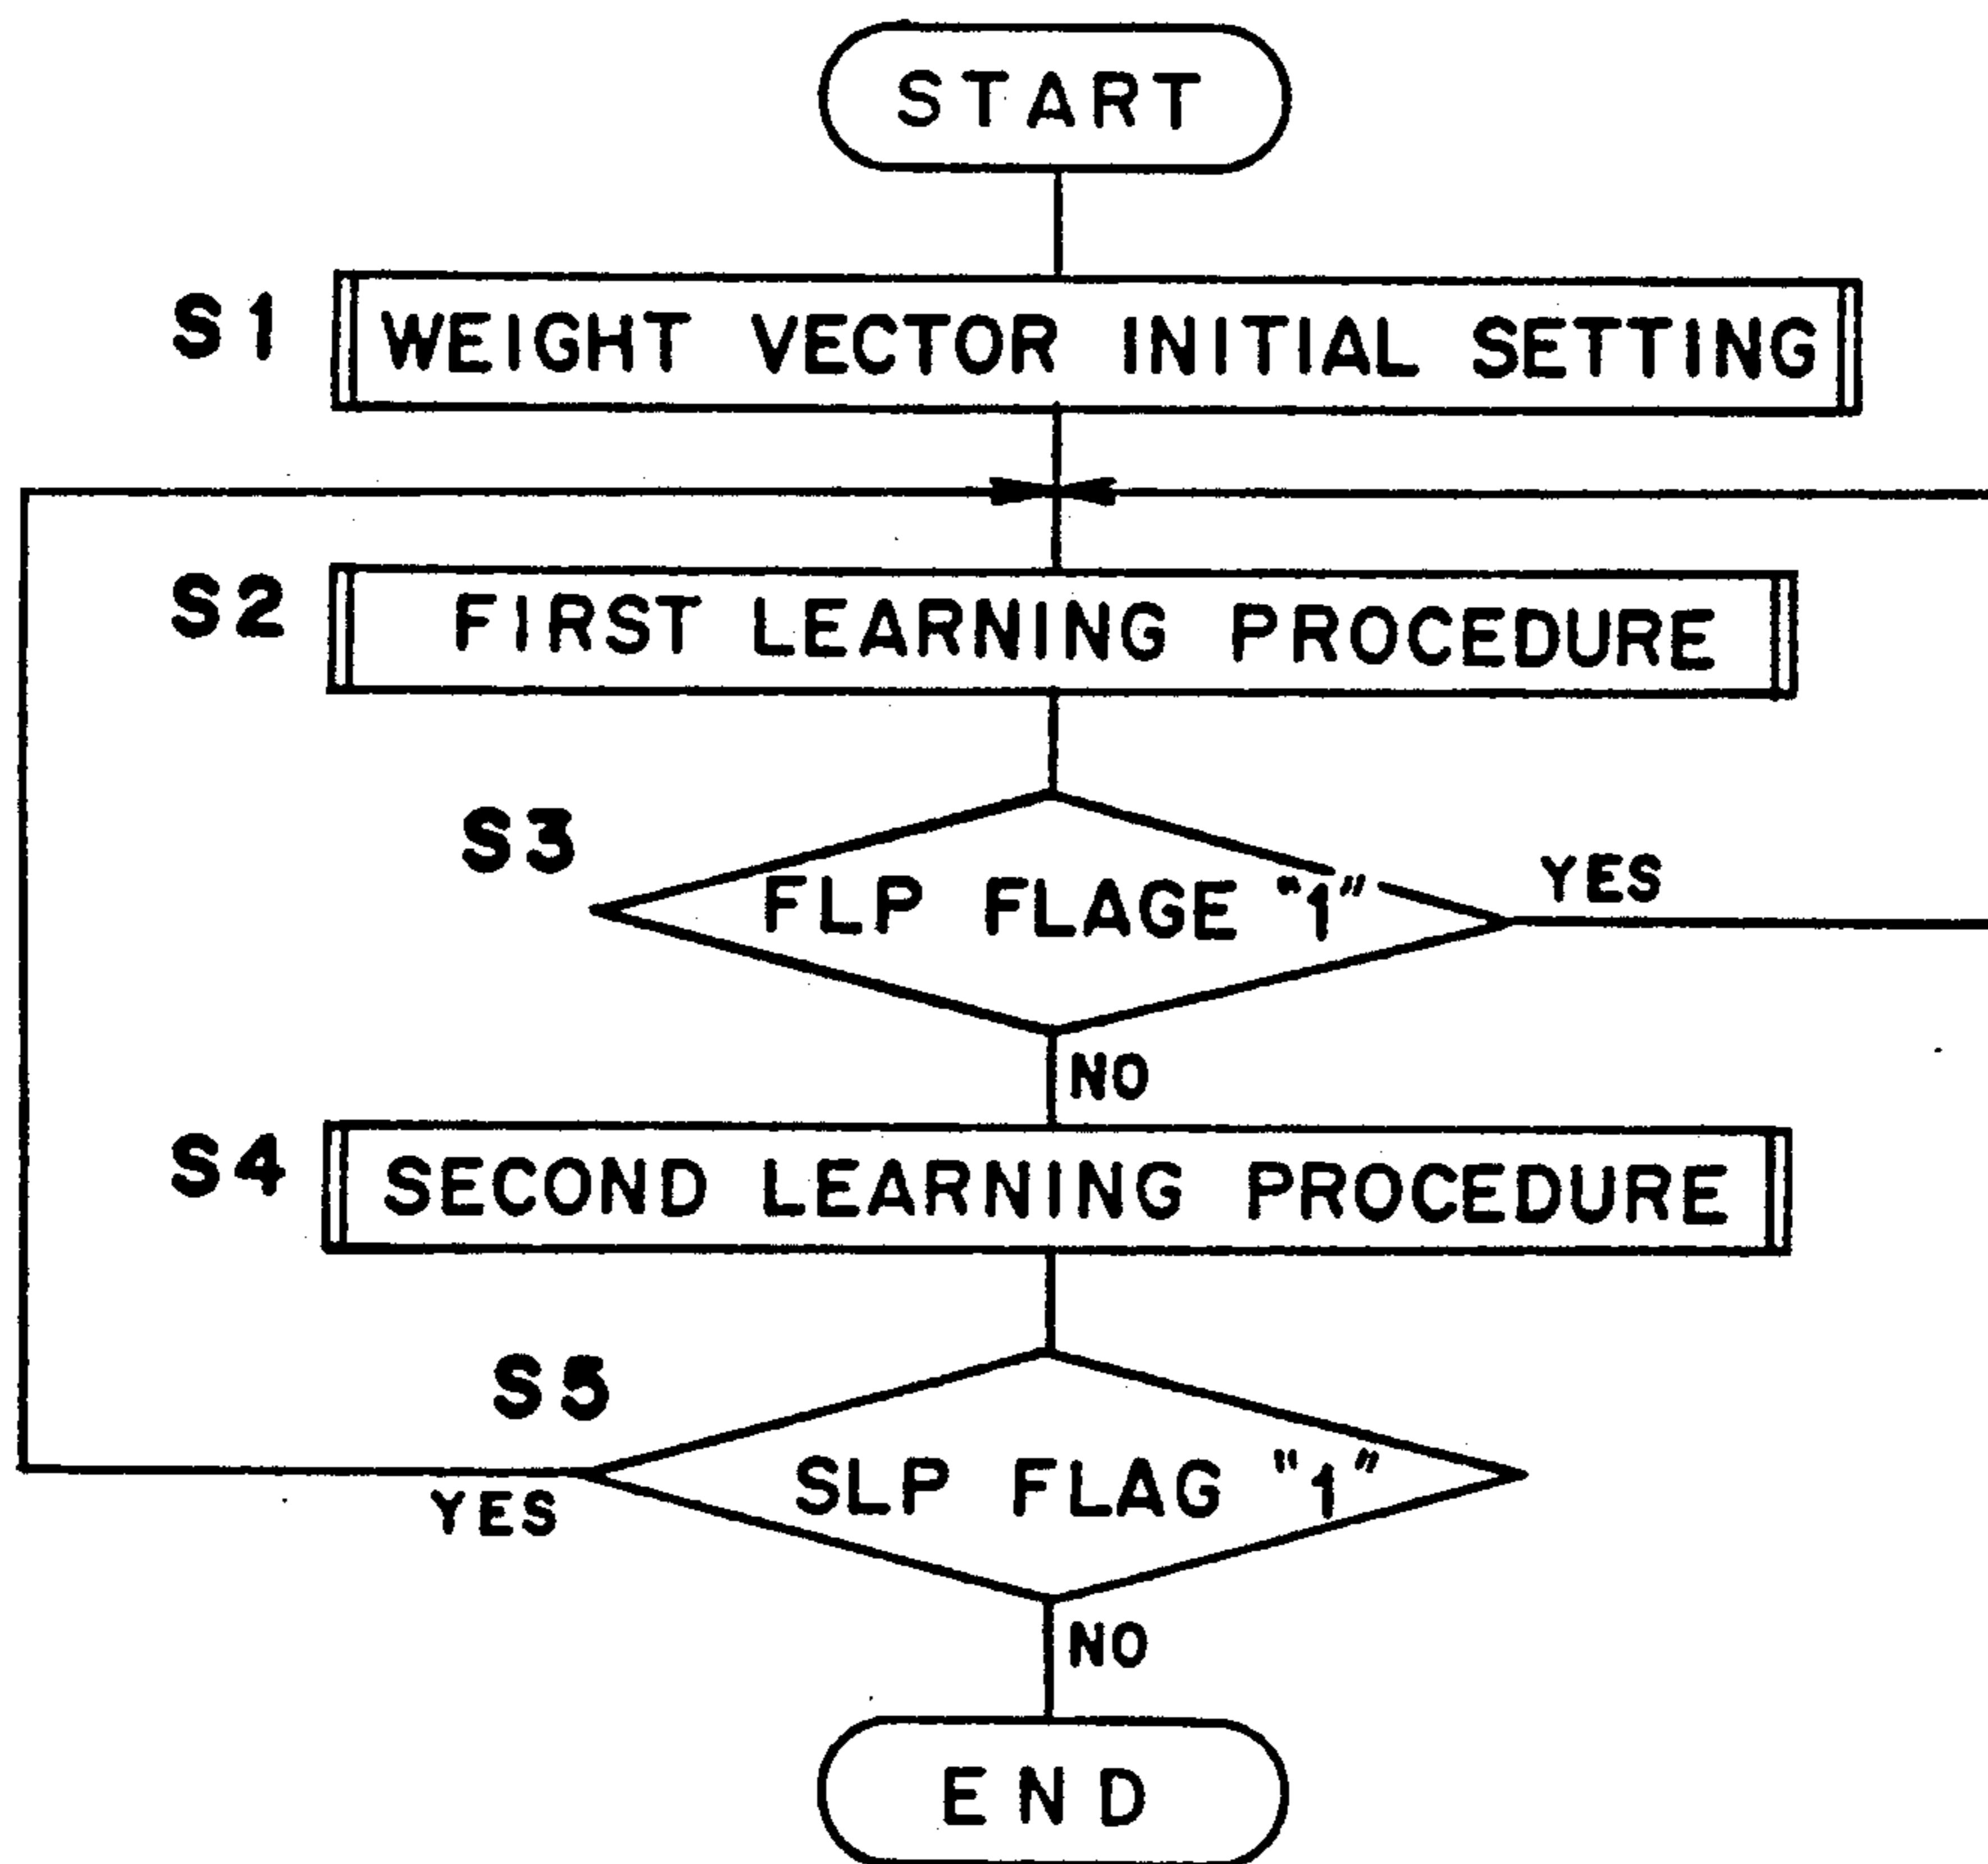 START
S1
WEIGHT VECTOR INITIAL SETTING
S2
FIRST LEARNING PROCEDURE
S3
FLP FLAGE "1"
YES
NO
S4
SECOND LEARNING PROCEDURE
S5
SLP FLAG "1"
YES
NO
END